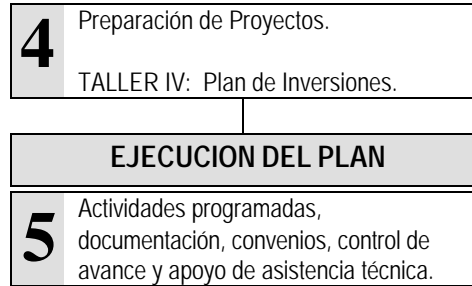 4
Preparación de Proyectos.
TALLER IV: Plan de Inversiones.
EJECUCION DEL PLAN
5
Actividades programadas,
documentación, convenios, control de
avance y apoyo de asistencia técnica.